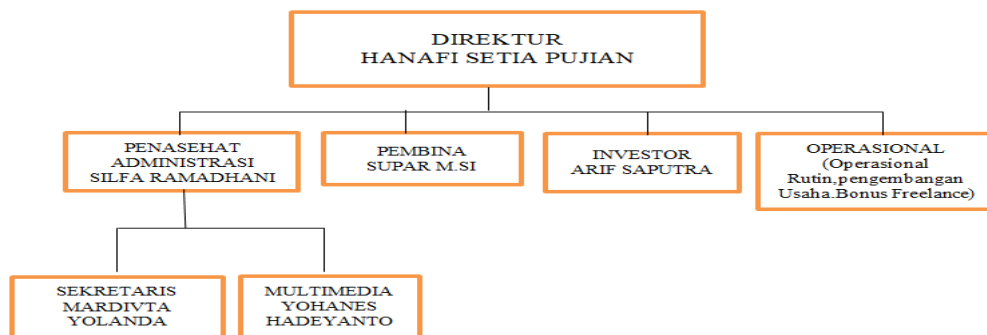 DIREKTUR
HANAFI SETIA PUJIAN
PENASEHAT
ADMINISTRASI
SILFA RAMADHANI
PEMBINA
SUPAR M.SI
INVESTOR
ARIF SAPUTRA
OPERASIONAL
(Operasional
Rutin,pengembangan
Usaha.Bonus Freelance)
SEKRETARIS
MARDIVTA
YOLANDA
MULTIMEDIA
YOHANES
HADEYANTO